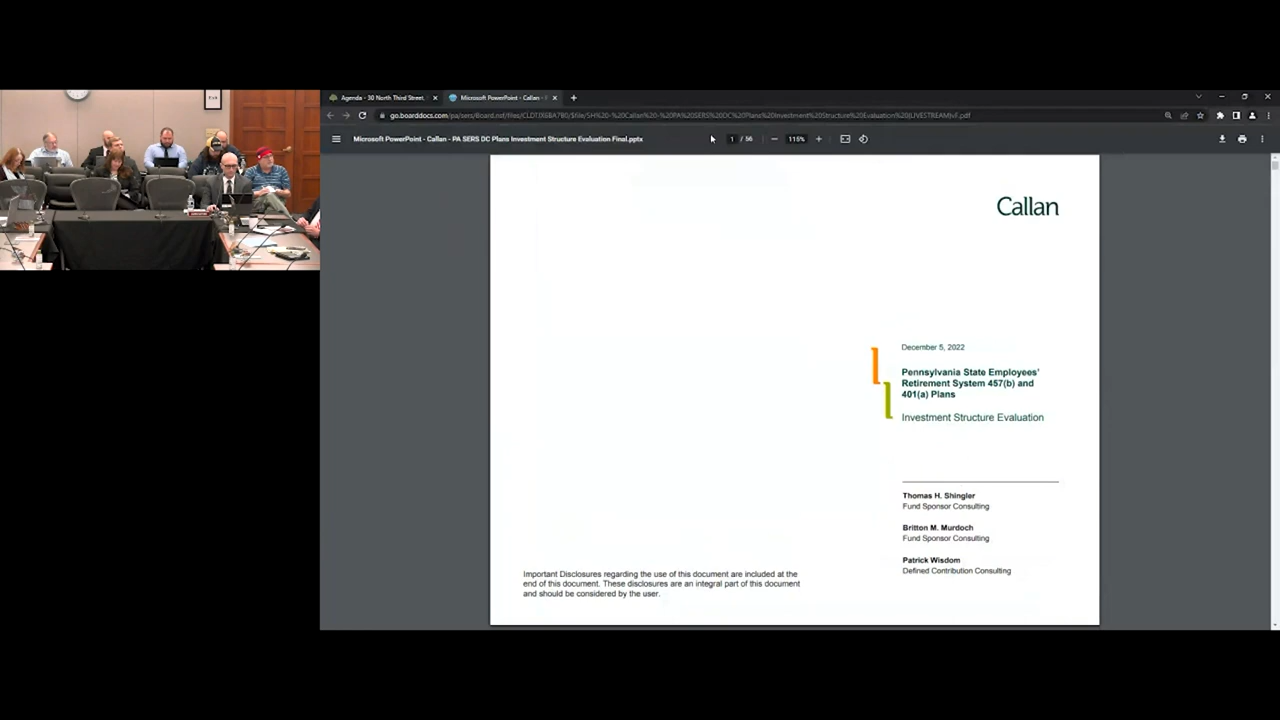 Agenda - 30 North Third Street,
Microsoft PowerPoint - Callan -
Microsoft PowerPoint - Callan - PA SERS DC Plans Investment Structure Evaluation Final.pptx
1 / 56
115%
Callan
December 5, 2022
Pennsylvania State Employees'
Retirement System 457(b) and
401(a) Plans
Investment Structure Evaluation
Thomas H. Shingler
Fund Sponsor Consulting
Britton M. Murdoch
Fund Sponsor Consulting
Patrick Wisdom
Defined Contribution Consulting
Important Disclosures regarding the use of this document are included at the
end of this document. These disclosures are an integral part of this document
and should be considered by the user.